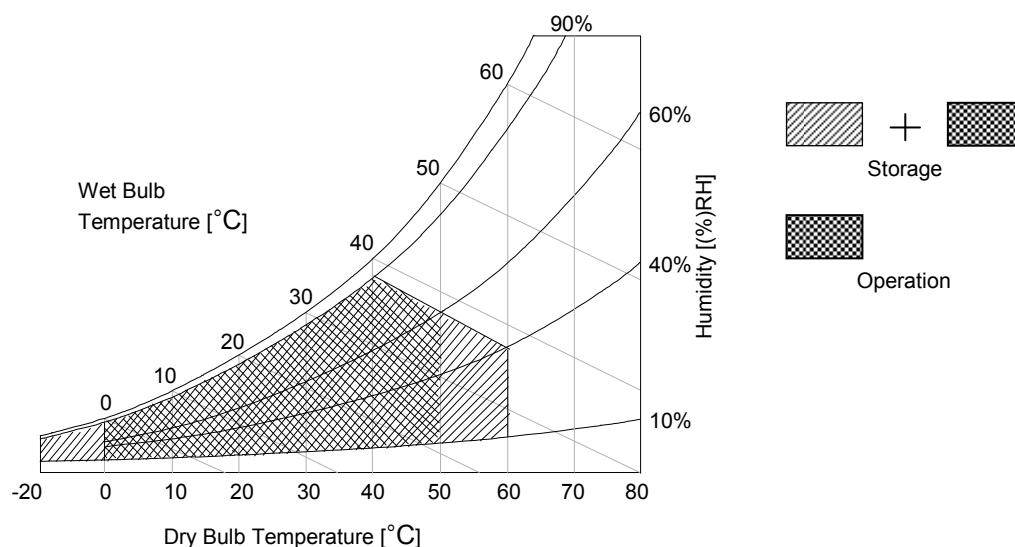 90%
60
60%
50
Wet Bulb
Temperature [°C]
Storage
40
40%
Operation
30
20
10
0
10%
Humidity [(%)RH]
-20 0 10 20 30 40 50 60 70 80
Dry Bulb Temperature [°C]